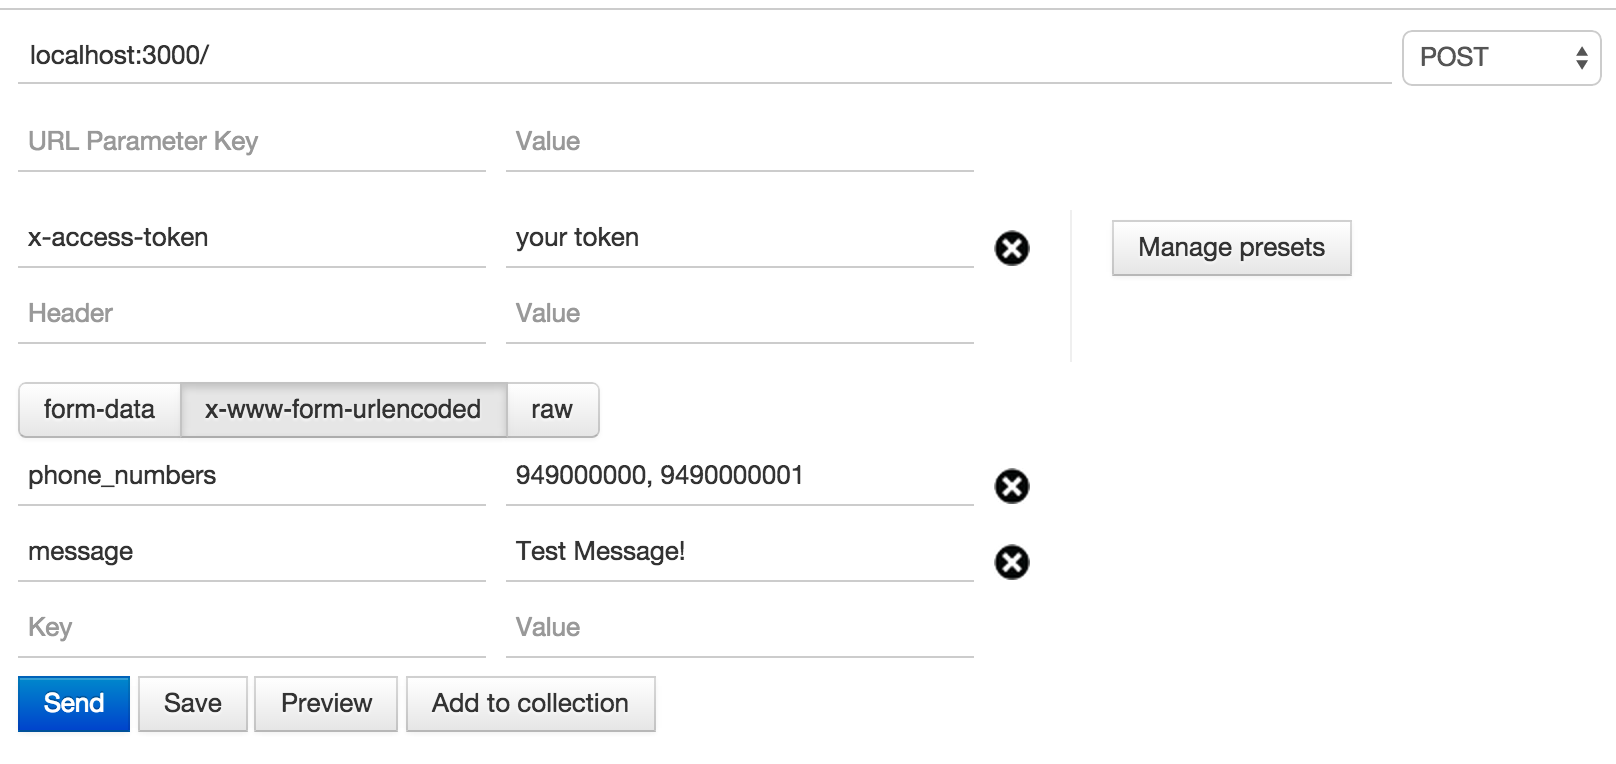 localhost:3000/ POST
URL Parameter Key Value
x-access-token your token Manage presets
Header Value
form-data x-www-form-urlencoded raw
phone_numbers 949000000, 9490000001
message Test Message!
Key Value
Send Save Preview Add to collection